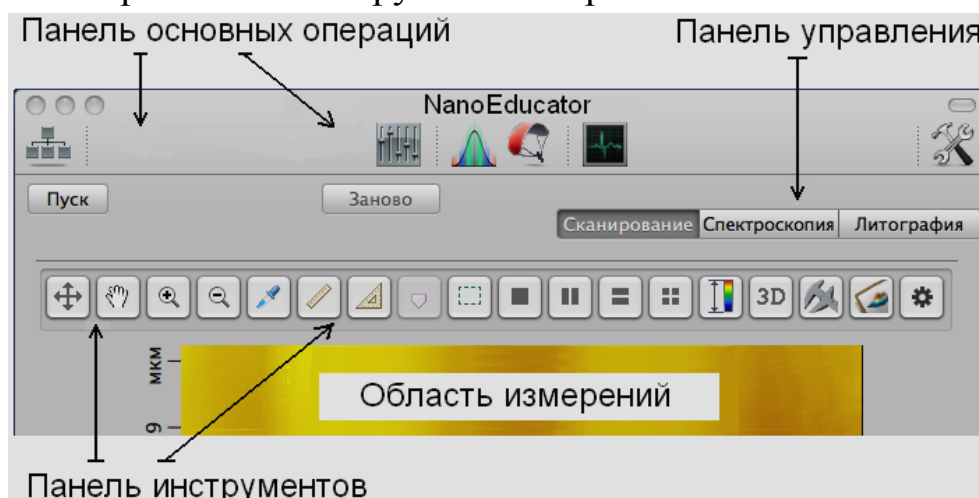 Панель основных операций
Панель управления
NanoEducator
Пуск
Заново
Сканирование
Спектроскопия
Литография
3D
мкм
Область измерений
9
Панель инструментов